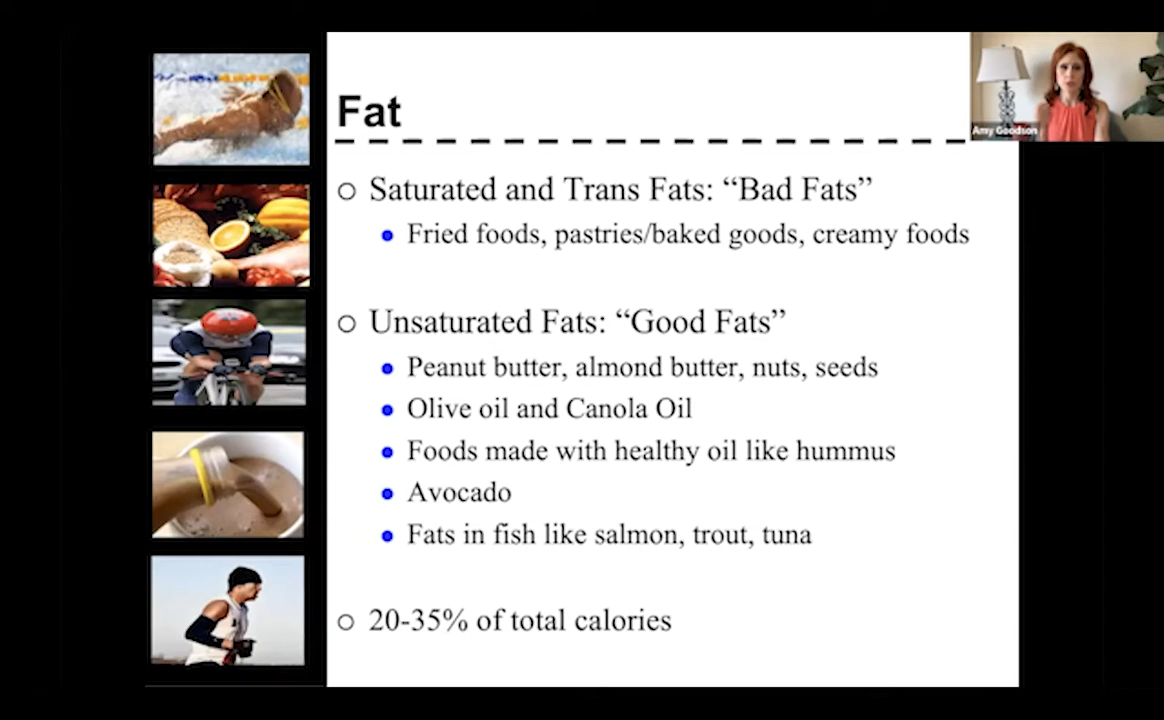 Fat
Amy Goodson
Saturated and Trans Fats: “Bad Fats”
Fried foods, pastries/baked goods, creamy foods
Unsaturated Fats: “Good Fats”
Peanut butter, almond butter, nuts, seeds
Olive oil and Canola Oil
Foods made with healthy oil like hummus
Avocado
Fats in fish like salmon, trout, tuna
20-35% of total calories